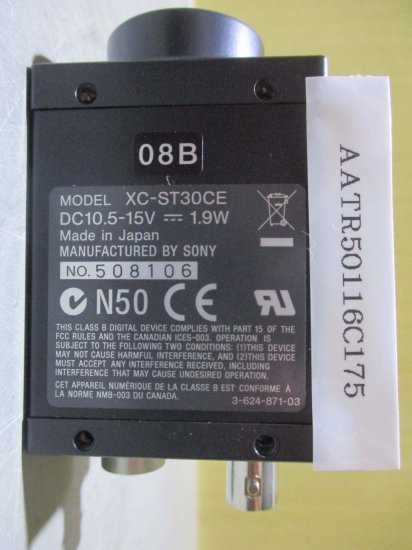 08B
MODEL XC-ST30CE
DC10.5-15V ⎓ 1.9W
Made in Japan
MANUFACTURED BY SONY
NO. 508106
N50 CE
THIS CLASS B DIGITAL DEVICE COMPLIES WITH PART 15 OF THE
FCC RULES AND THE CANADIAN ICES-003. OPERATION IS
SUBJECT TO THE FOLLOWING TWO CONDITIONS: (1)THIS DEVICE
MAY NOT CAUSE HARMFUL INTERFERENCE, AND (2)THIS DEVICE
MUST ACCEPT ANY INTERFERENCE RECEIVED, INCLUDING
INTERFERENCE THAT MAY CAUSE UNDESIRED OPERATION.
CET APPAREIL NUMÉRIQUE DE LA CLASSE B EST CONFORME À
LA NORME NMB-003 DU CANADA.
3-624-871-03
AATR50116C175